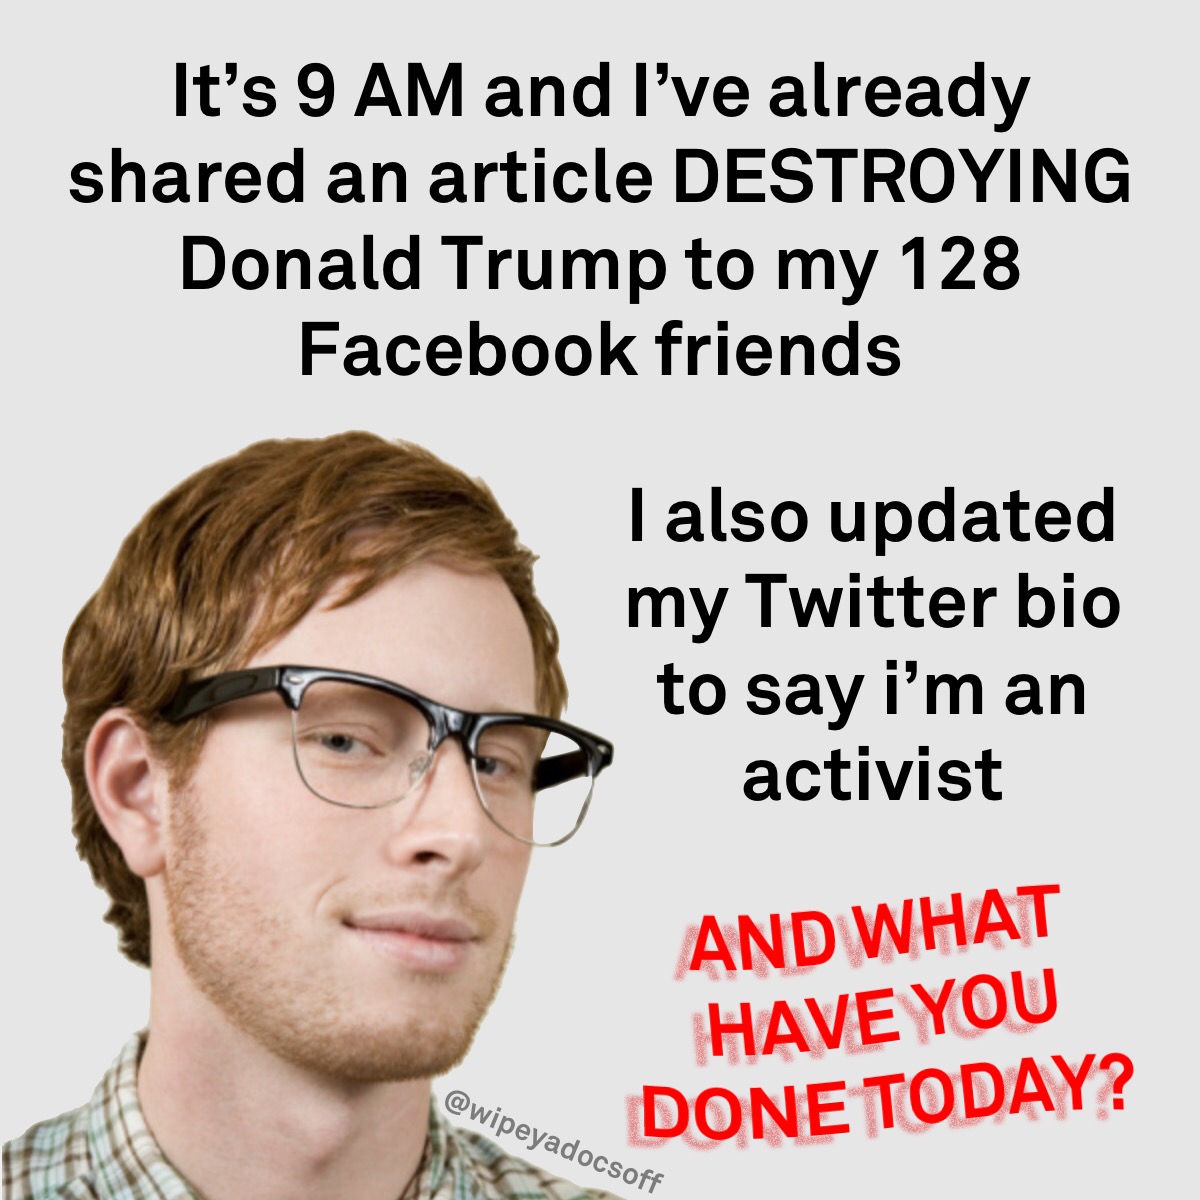 It’s 9 AM and I’ve already
shared an article DESTROYING
Donald Trump to my 128
Facebook friends
I also updated
my Twitter bio
to say i’m an
activist
AND WHAT
HAVE YOU
DONE TODAY?
@wipeyadocsoff